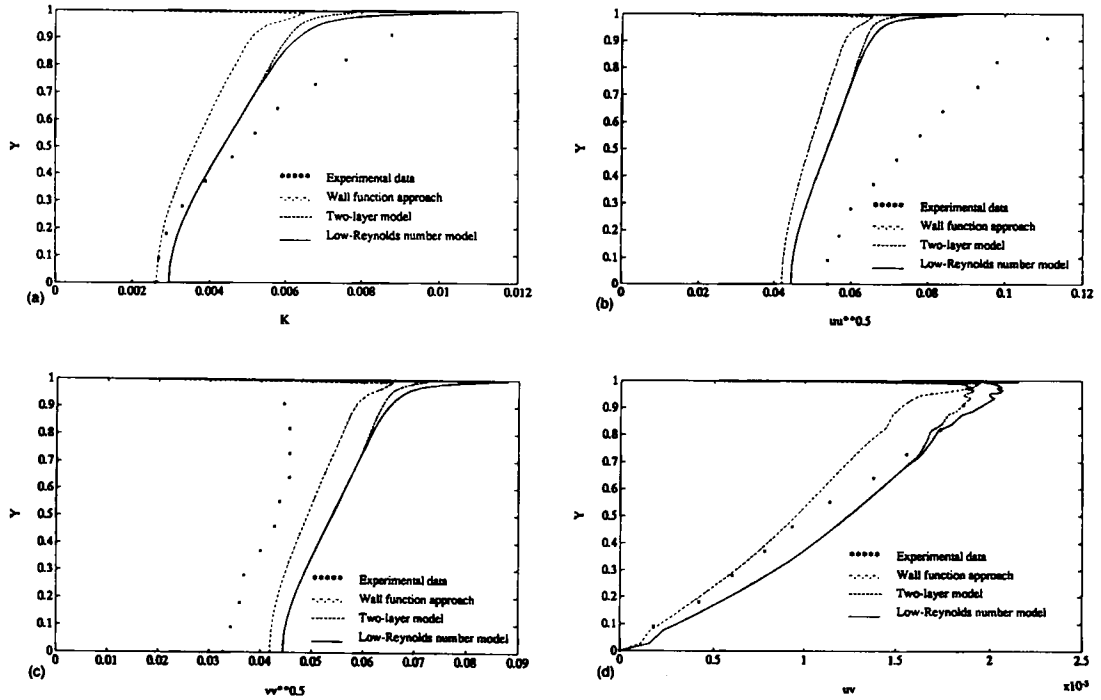 1
0.9
0.8
0.7
0.6
0.5
0.4
0.3
0.2
0.1
0
Y
Experimental data
Wall function approach
Two-layer model
Low-Reynolds number model
0
0.002
0.004
0.006
0.008
0.01
0.012
(a)
K
1
0.9
0.8
0.7
0.6
0.5
0.4
0.3
0.2
0.1
0
Y
Experimental data
Wall function approach
Two-layer model
Low-Reynolds number model
0
0.02
0.04
0.06
0.08
0.1
0.12
(b)
uu**0.5
1
0.9
0.8
0.7
0.6
0.5
0.4
0.3
0.2
0.1
0
Y
Experimental data
Wall function approach
Two-layer model
Low-Reynolds number model
0
0.01
0.02
0.03
0.04
0.05
0.06
0.07
0.08
0.09
(c)
vv**0.5
1
0.9
0.8
0.7
0.6
0.5
0.4
0.3
0.2
0.1
0
Y
Experimental data
Wall function approach
Two-layer model
Low-Reynolds number model
0
0.5
1
1.5
2
2.5
x10-3
(d)
uv